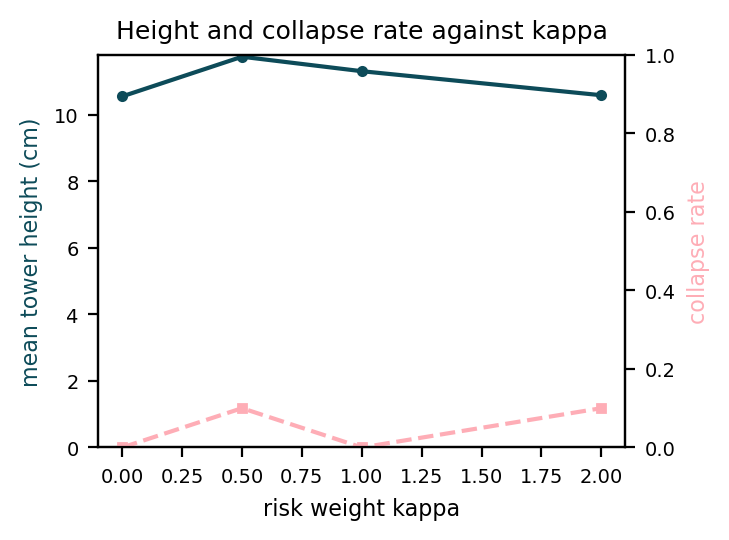 Height and collapse rate against kappa
mean tower height (cm)
10
8
6
4
2
0
1.0
0.8
0.6
0.4
0.2
0.0
collapse rate
0.00 0.25 0.50 0.75 1.00 1.25 1.50 1.75 2.00
risk weight kappa